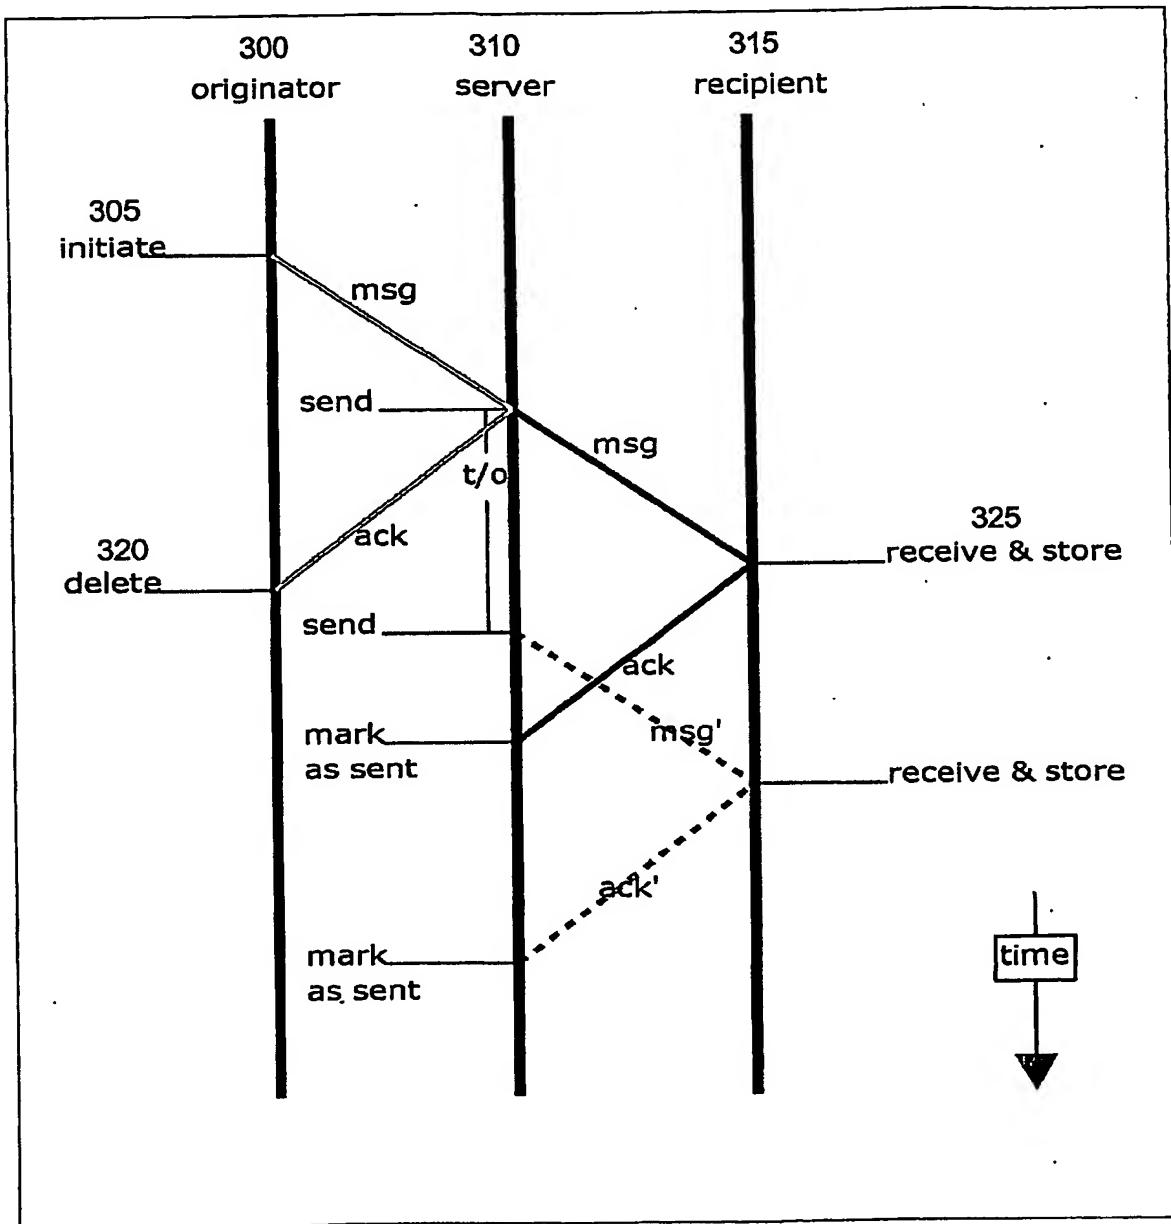 300
originator
310
server
315
recipient
305
initiate
msg
send
msg
t/o
ack
325
receive & store
320
delete
send
ack
msg'
mark
as sent
receive & store
ack'
mark
as sent
time